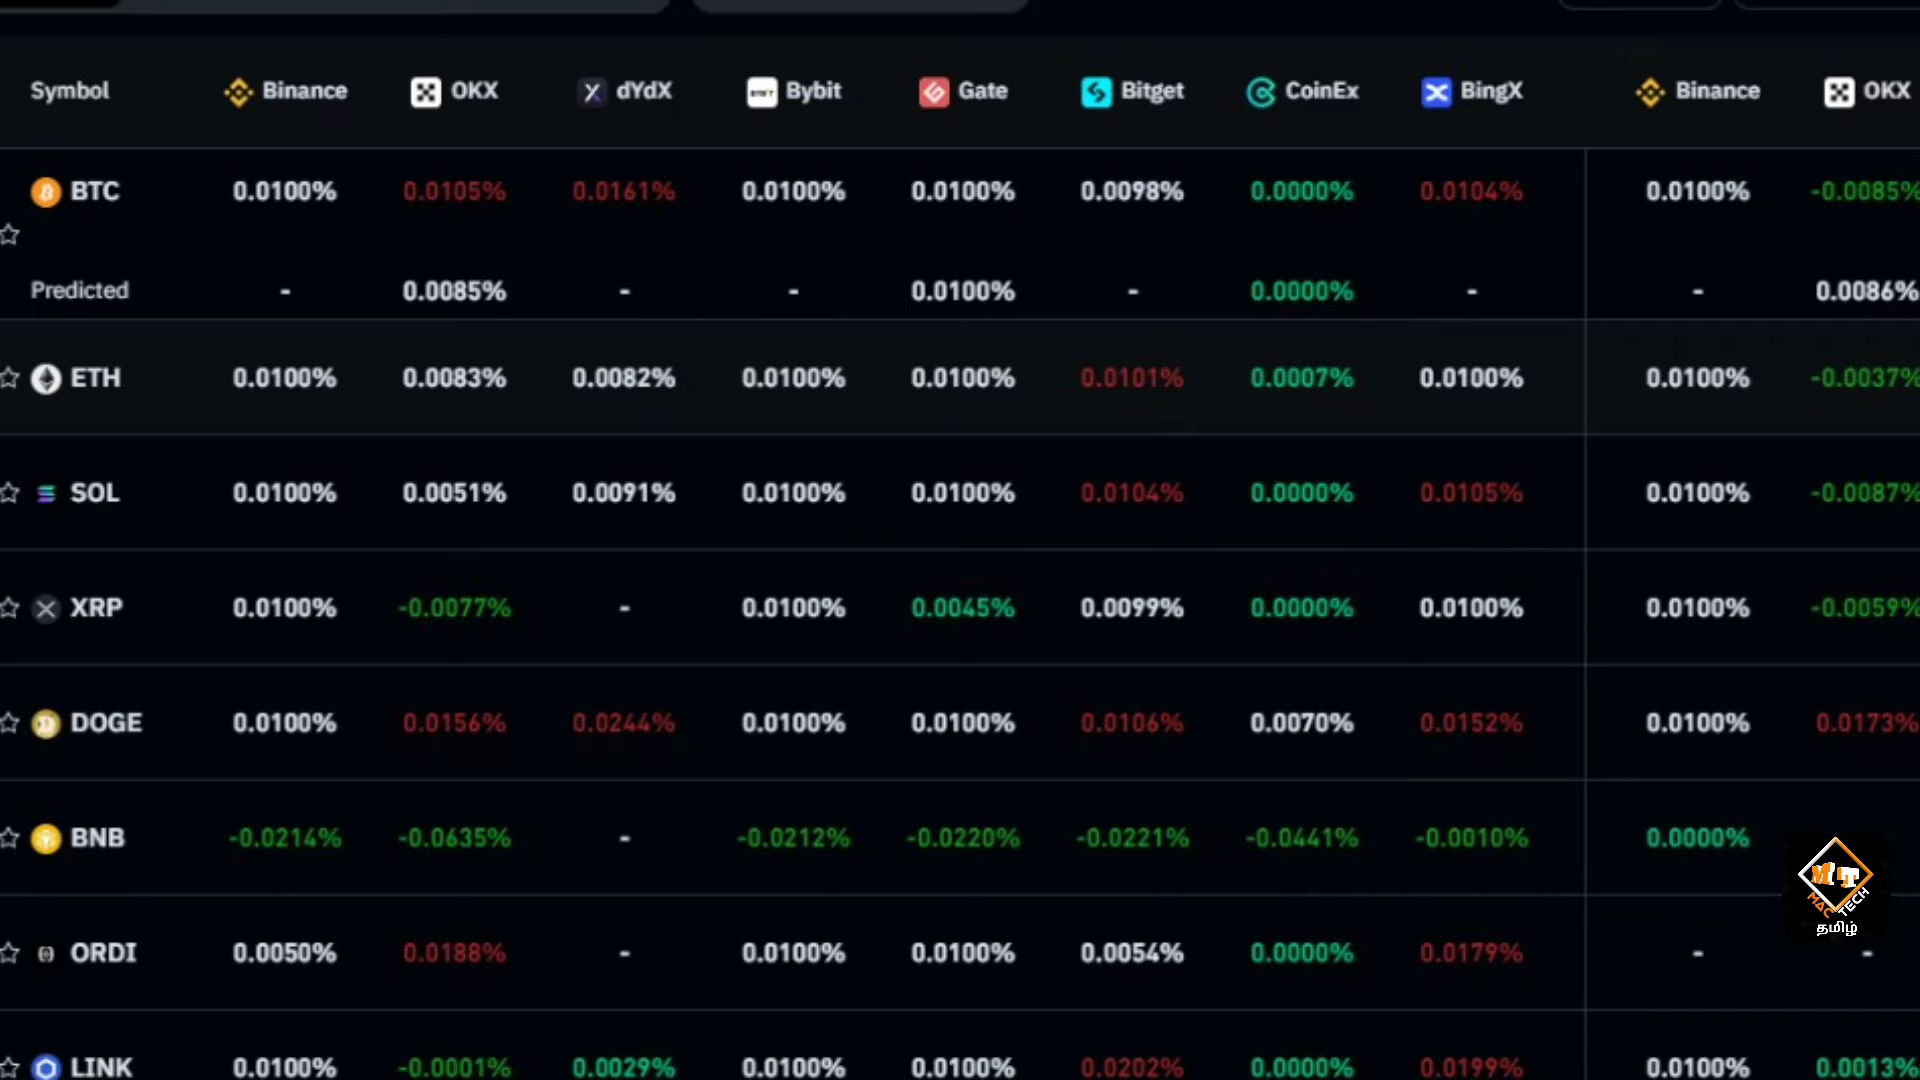 Symbol Binance OKX dYdX Bybit Gate Bitget CoinEx BingX Binance OKX
BTC 0.0100% 0.0105% 0.0161% 0.0100% 0.0100% 0.0098% 0.0000% 0.0104% 0.0100% -0.0085%
Predicted - 0.0085% - - 0.0100% - 0.0000% - - 0.0086%
ETH 0.0100% 0.0083% 0.0082% 0.0100% 0.0100% 0.0101% 0.0007% 0.0100% 0.0100% -0.0037%
SOL 0.0100% 0.0051% 0.0091% 0.0100% 0.0100% 0.0104% 0.0000% 0.0105% 0.0100% -0.0087%
XRP 0.0100% -0.0077% - 0.0100% 0.0045% 0.0099% 0.0000% 0.0100% 0.0100% -0.0059%
DOGE 0.0100% 0.0156% 0.0244% 0.0100% 0.0100% 0.0106% 0.0070% 0.0152% 0.0100% 0.0173%
BNB -0.0214% -0.0635% - -0.0212% -0.0220% -0.0221% -0.0441% -0.0010% 0.0000%
MT
MAC TECH
தமிழ்
ORDI 0.0050% 0.0188% - 0.0100% 0.0100% 0.0054% 0.0000% 0.0179% - -
LINK 0.0100% -0.0001% 0.0029% 0.0100% 0.0100% 0.0202% 0.0000% 0.0199% 0.0100% 0.0013%